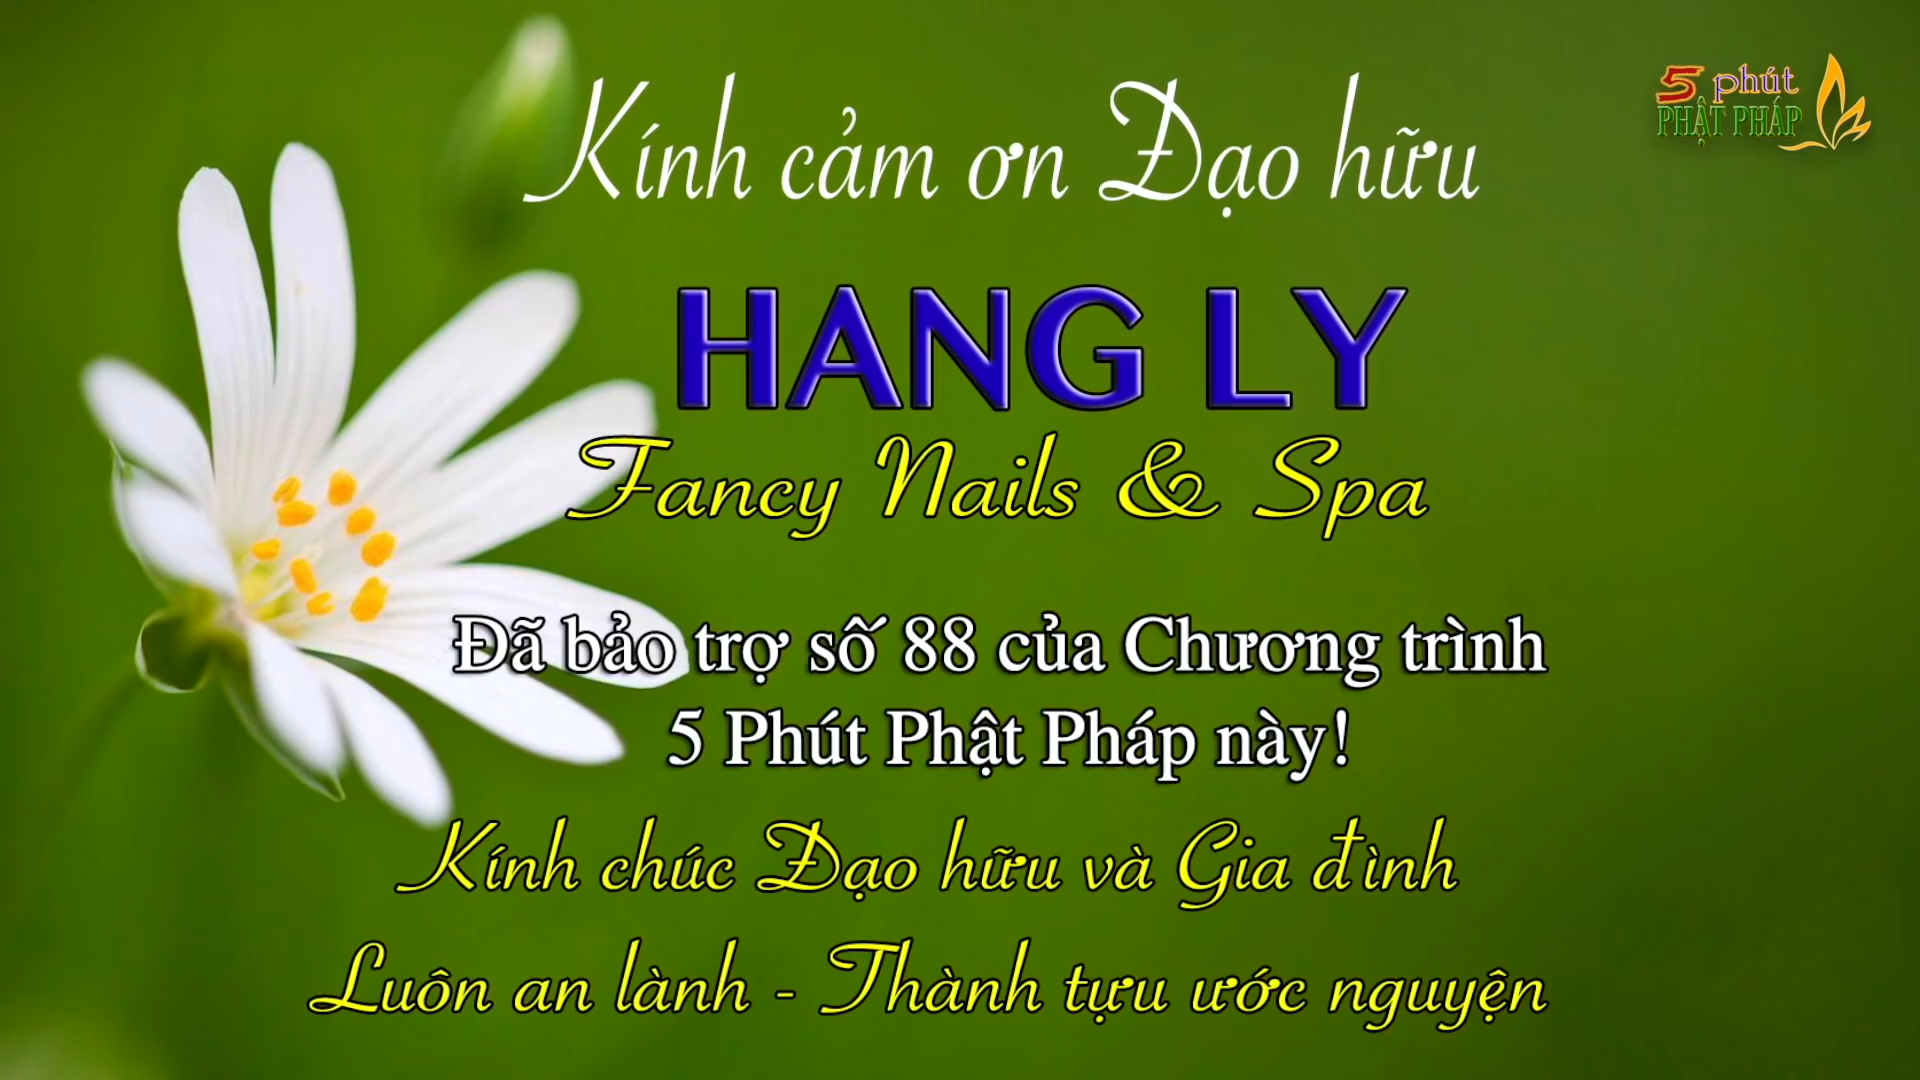 5 phút
PHẬT PHÁP
Kính cảm ơn Đạo hữu
HANG LY
Fancy Nails & Spa
Đã bảo trợ số 88 của Chương trình
5 Phút Phật Pháp này!
Kính chúc Đạo hữu và Gia đình
Luôn an lành - Thành tựu ước nguyện